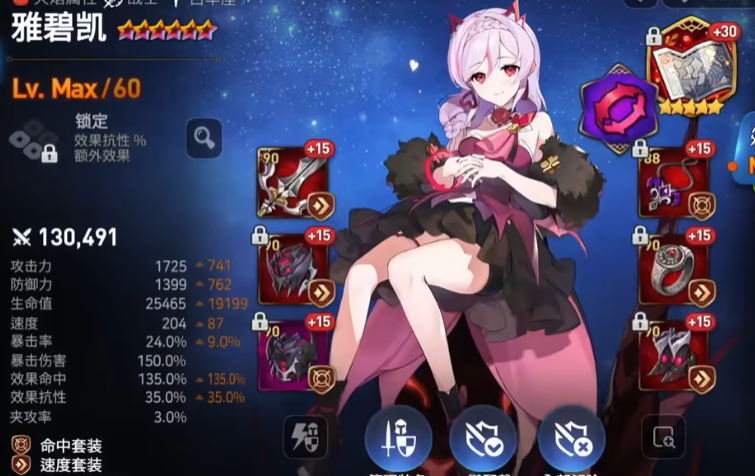 雅碧凯
Lv. Max/60
锁定
效果抗性 %
额外效果
+30
+15
90
+15
88
+15
+15
+15
+15
130,491
攻击力 1725 741
防御力 1399 762
生命值 25465 19199
速度 204 87
暴击率 24.0% 9.0%
暴击伤害 150.0%
效果命中 135.0% 135.0%
效果抗性 35.0% 35.0%
夹攻率 3.0%
命中套装
速度套装